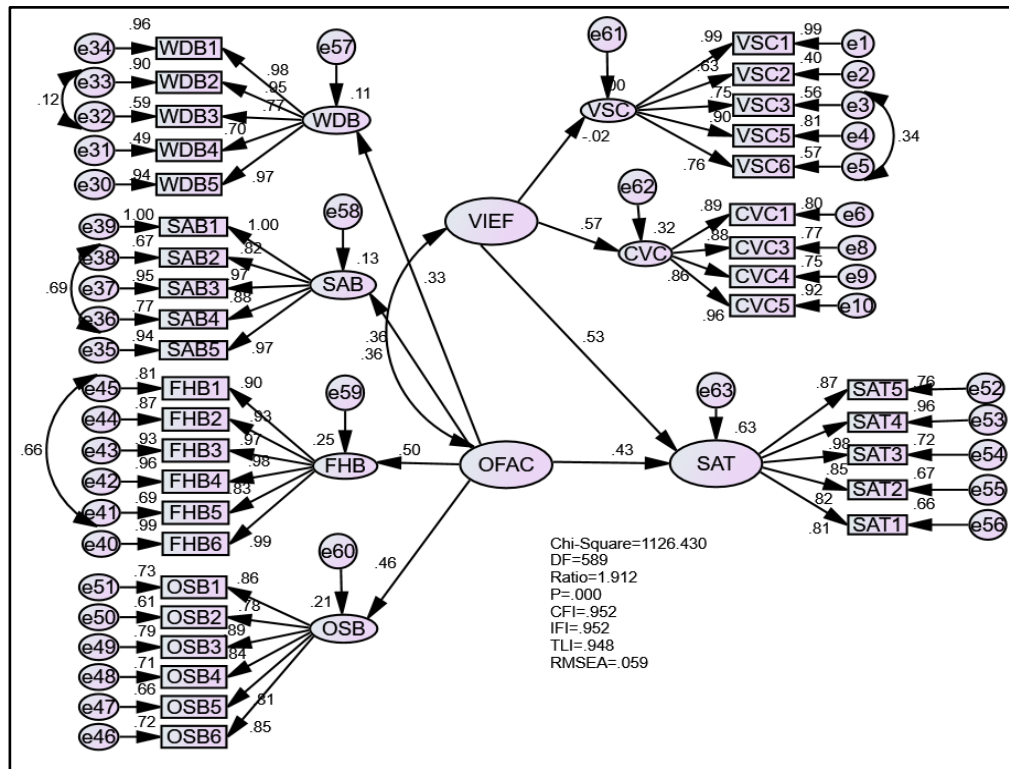 .96
e34 WDB1
.90
e33 WDB2
.12
.59
e32 WDB3
.49
e31 WDB4
.94
e30 WDB5
.98
.95
.77
.70
.97
e57
.11
WDB
1.00
e39 SAB1
.67
e38 SAB2
.69
.95
e37 SAB3
.77
e36 SAB4
.94
e35 SAB5
1.00
.82
.97
.88
.97
e58
.13
SAB
.81
e45 FHB1
.87
e44 FHB2
.66
.93
e43 FHB3
.96
e42 FHB4
.69
e41 FHB5
.99
e40 FHB6
.90
.93
.97
.98
.83
.99
e59
.25
FHB
.73
e51 OSB1
.61
e50 OSB2
.79
e49 OSB3
.71
e48 OSB4
.66
e47 OSB5
.72
e46 OSB6
.86
.78
.89
.84
.81
.85
e60
.21
OSB
.33
.36
.36
.50
.46
VIEF
OFAC
-.02
.57
.53
.43
e61
.00
VSC
.99
.63
.75
.90
.76
VSC1 .99 e1
VSC2 .40 e2
VSC3 .56 e3
VSC5 .81 e4
VSC6 .57 e5
.34
e62
.32
CVC
.89
.88
.86
.96
CVC1 .80 e6
CVC3 .77 e8
CVC4 .75 e9
CVC5 .92 e10
e63
.63
SAT
.87
.98
.85
.82
.81
SAT5 .76 e52
SAT4 .96 e53
SAT3 .72 e54
SAT2 .67 e55
SAT1 .66 e56
Chi-Square=1126.430
DF=589
Ratio=1.912
P=.000
CFI=.952
IFI=.952
TLI=.948
RMSEA=.059